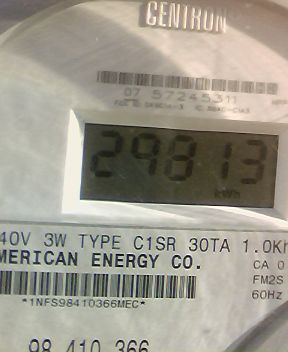 CENTRON
07 57245311
29813
kWh
40V 3W TYPE C1SR 30TA 1.0Kh
MERICAN ENERGY CO.
CA 0
FM2S
60Hz
*1NFS98410366MEC*
98 410 366